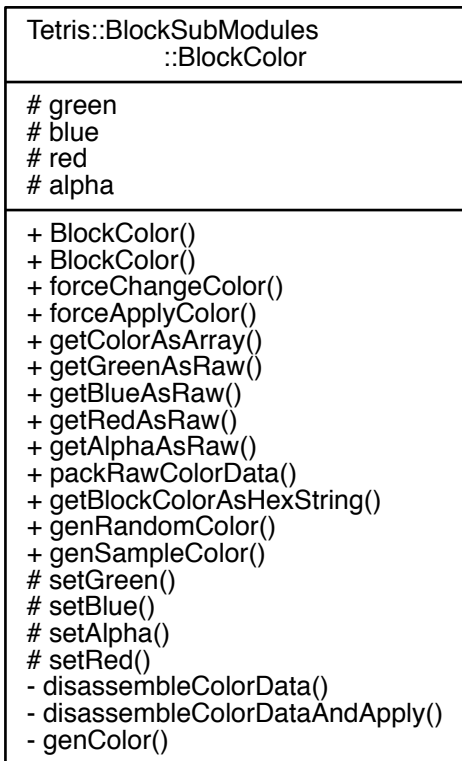 Tetris::BlockSubModules
::BlockColor
# green
# blue
# red
# alpha
+ BlockColor()
+ BlockColor()
+ forceChangeColor()
+ forceApplyColor()
+ getColorAsArray()
+ getGreenAsRaw()
+ getBlueAsRaw()
+ getRedAsRaw()
+ getAlphaAsRaw()
+ packRawColorData()
+ getBlockColorAsHexString()
+ genRandomColor()
+ genSampleColor()
# setGreen()
# setBlue()
# setAlpha()
# setRed()
- disassembleColorData()
- disassembleColorDataAndApply()
- genColor()